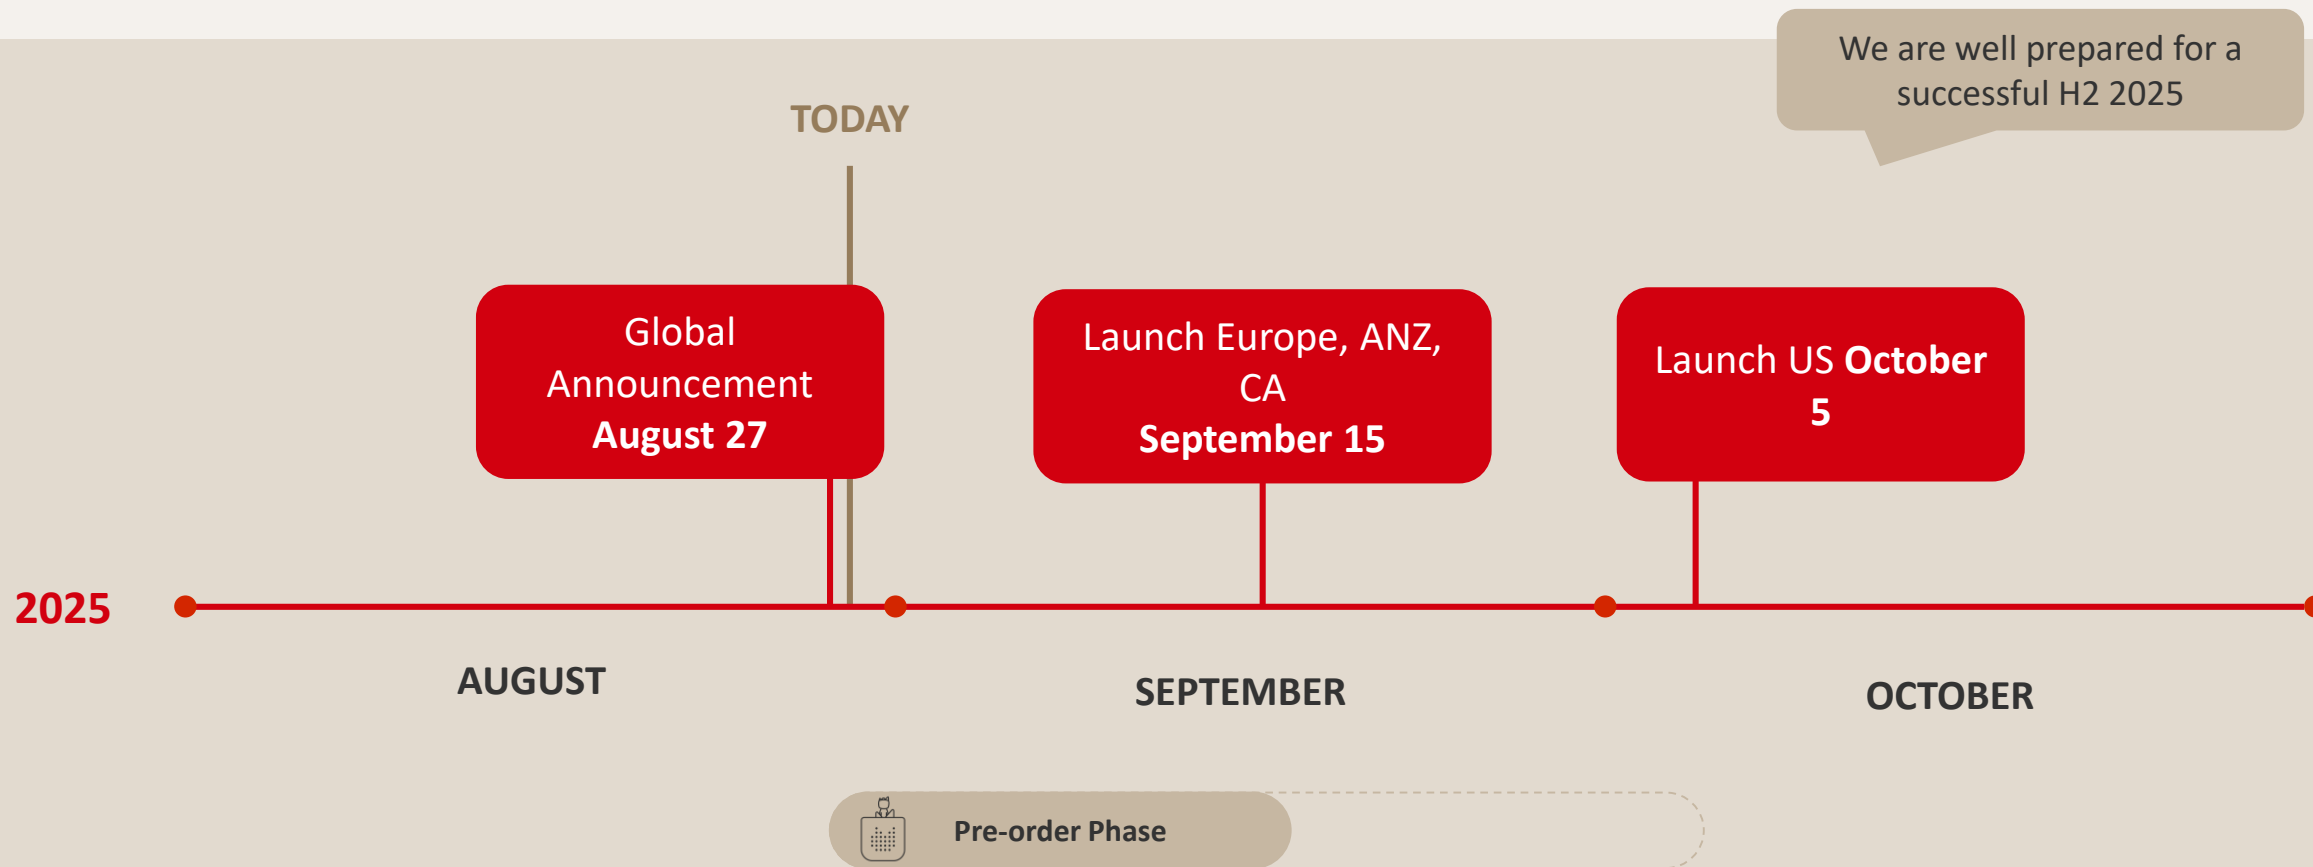 We are well prepared for a
successful H2 2025
TODAY
Global
Announcement
August 27
Launch Europe, ANZ,
CA
September 15
Launch US October
5
2025
AUGUST
SEPTEMBER
OCTOBER
Pre-order Phase